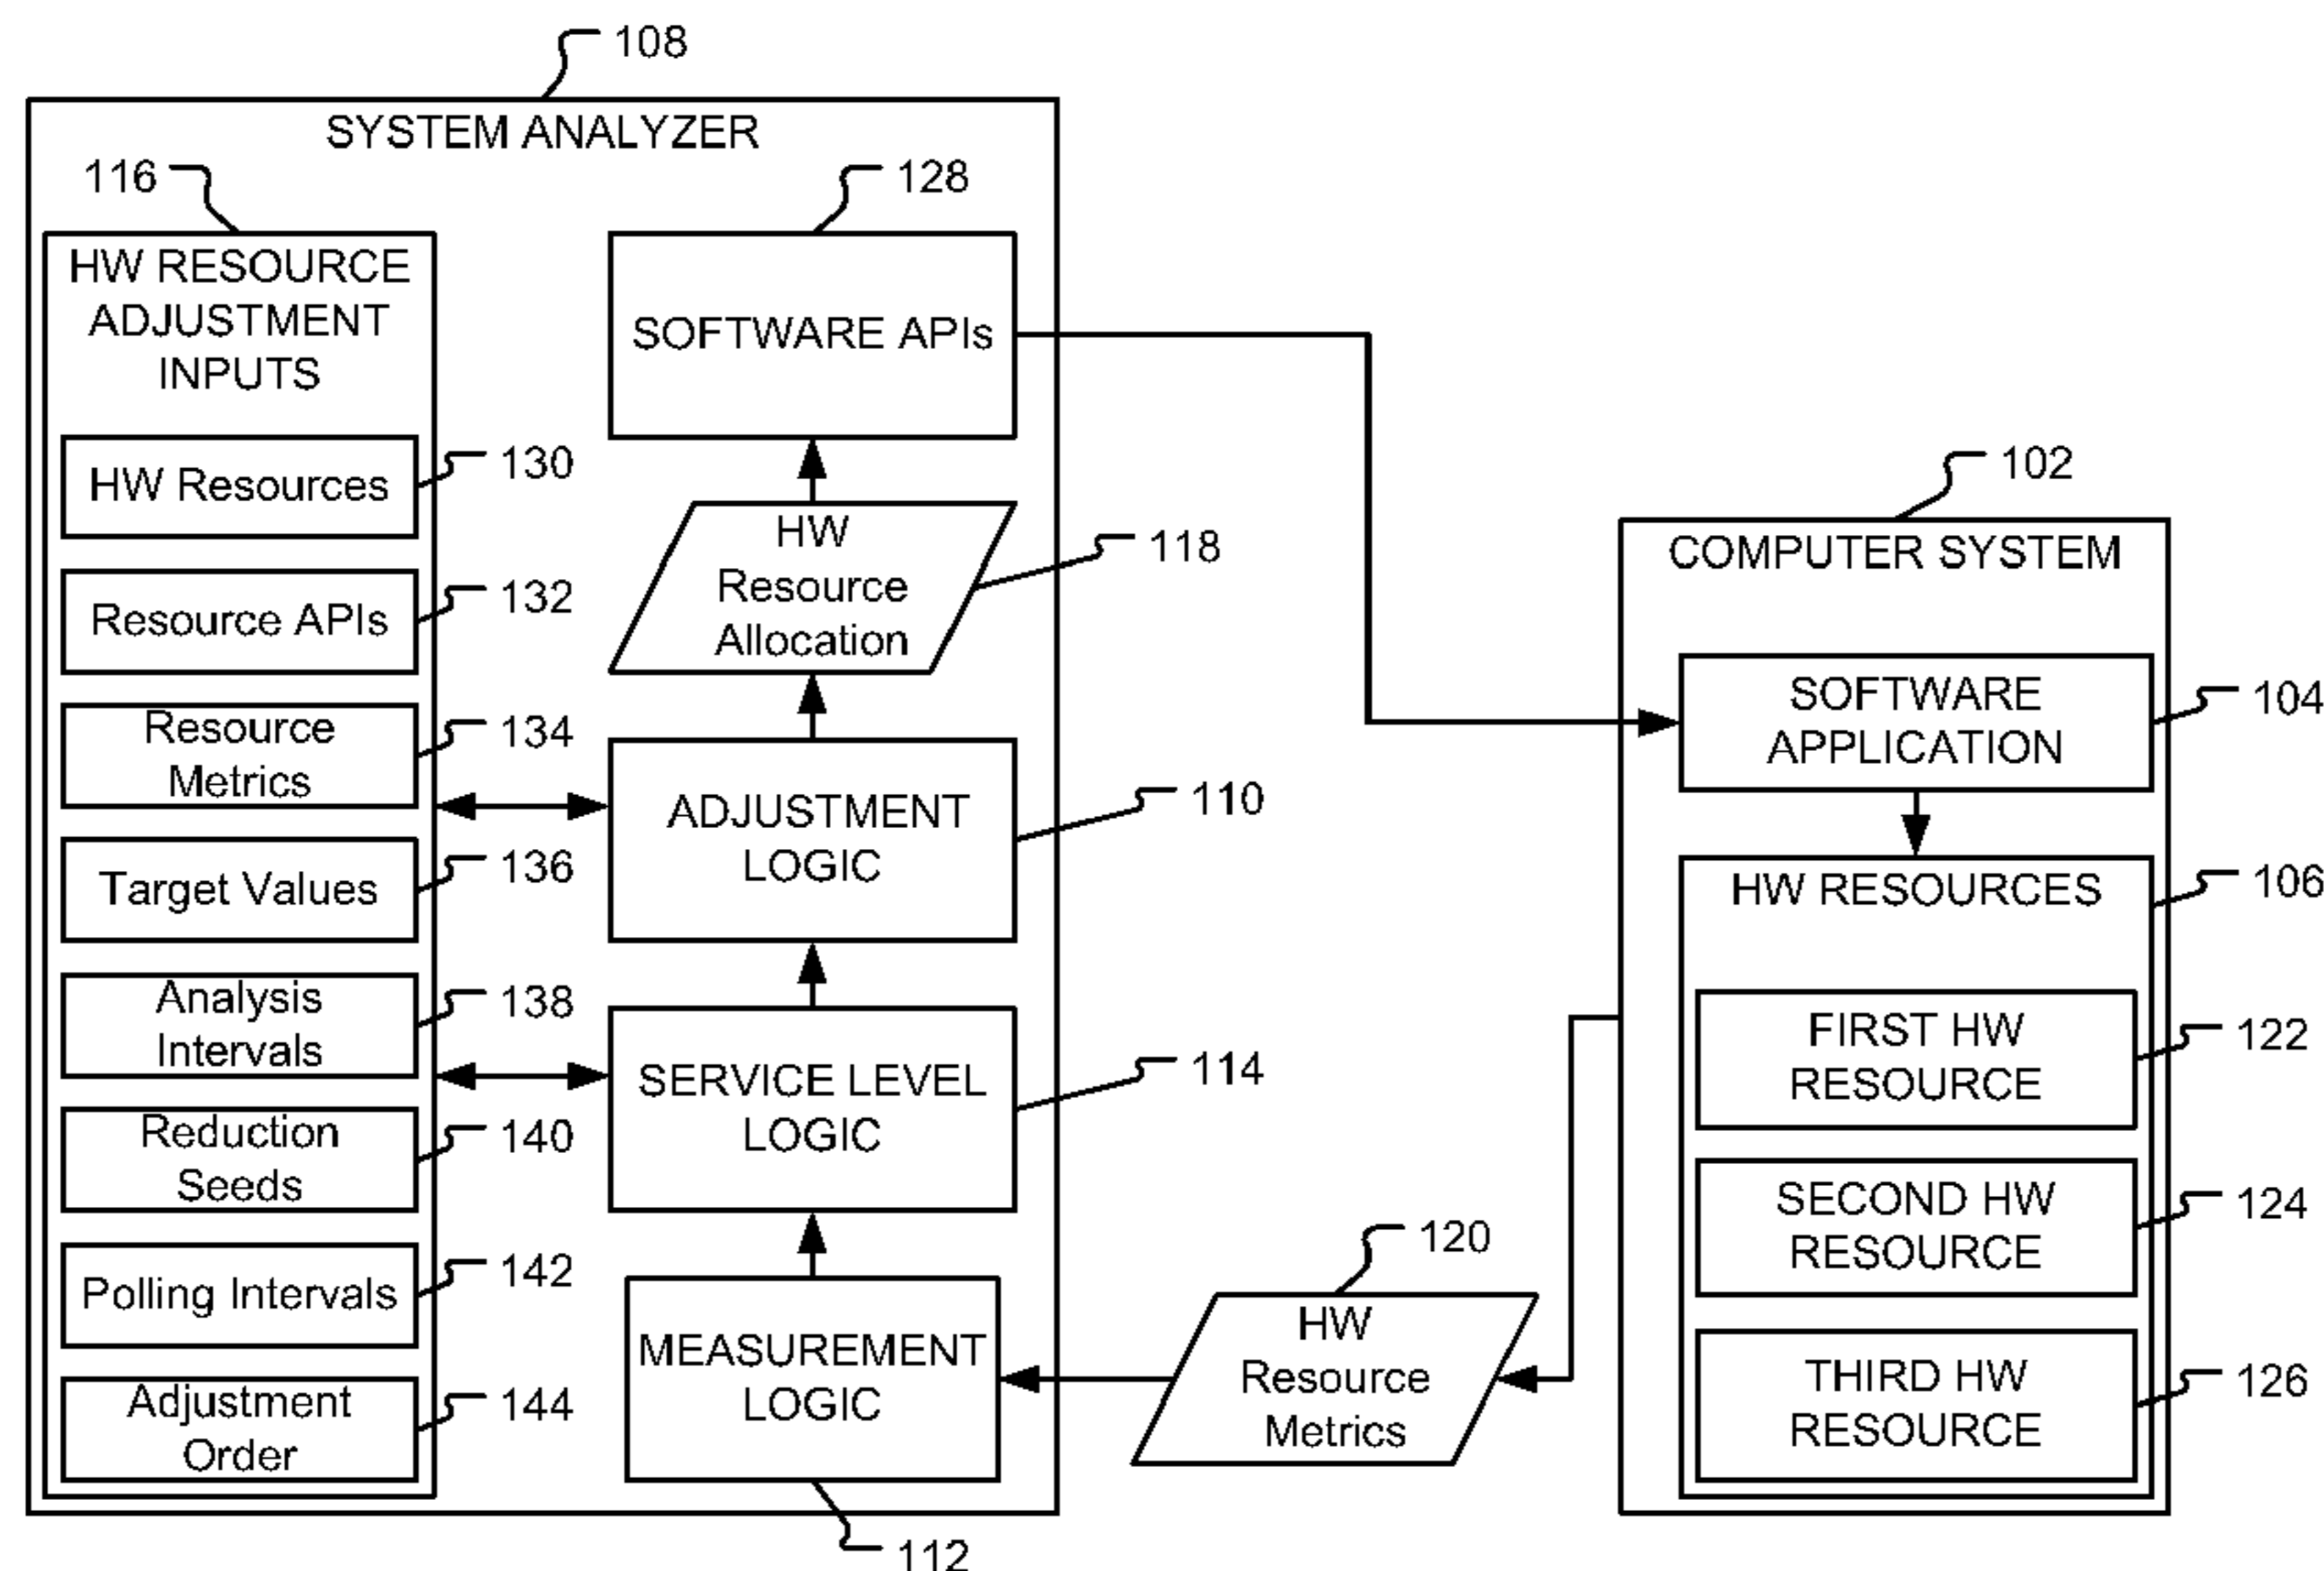 108
SYSTEM ANALYZER
116
128
HW RESOURCE
ADJUSTMENT
INPUTS
HW Resources
130
Resource APIs
132
Resource
Metrics
134
Target Values
136
Analysis
Intervals
138
Reduction
Seeds
140
Polling Intervals
142
Adjustment
Order
144
SOFTWARE APIs
HW
Resource
Allocation
118
ADJUSTMENT
LOGIC
110
SERVICE LEVEL
LOGIC
114
MEASUREMENT
LOGIC
112
120
HW
Resource
Metrics
102
COMPUTER SYSTEM
SOFTWARE
APPLICATION
104
HW RESOURCES
106
FIRST HW
RESOURCE
122
SECOND HW
RESOURCE
124
THIRD HW
RESOURCE
126